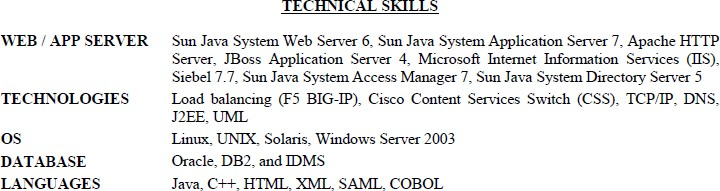 TECHNICAL SKILLS
WEB / APP SERVER Sun Java System Web Server 6, Sun Java System Application Server 7, Apache HTTP
Server, JBoss Application Server 4, Microsoft Internet Information Services (IIS),
Siebel 7.7, Sun Java System Access Manager 7, Sun Java System Directory Server 5
TECHNOLOGIES Load balancing (F5 BIG-IP), Cisco Content Services Switch (CSS), TCP/IP, DNS,
J2EE, UML
OS Linux, UNIX, Solaris, Windows Server 2003
DATABASE Oracle, DB2, and IDMS
LANGUAGES Java, C++, HTML, XML, SAML, COBOL